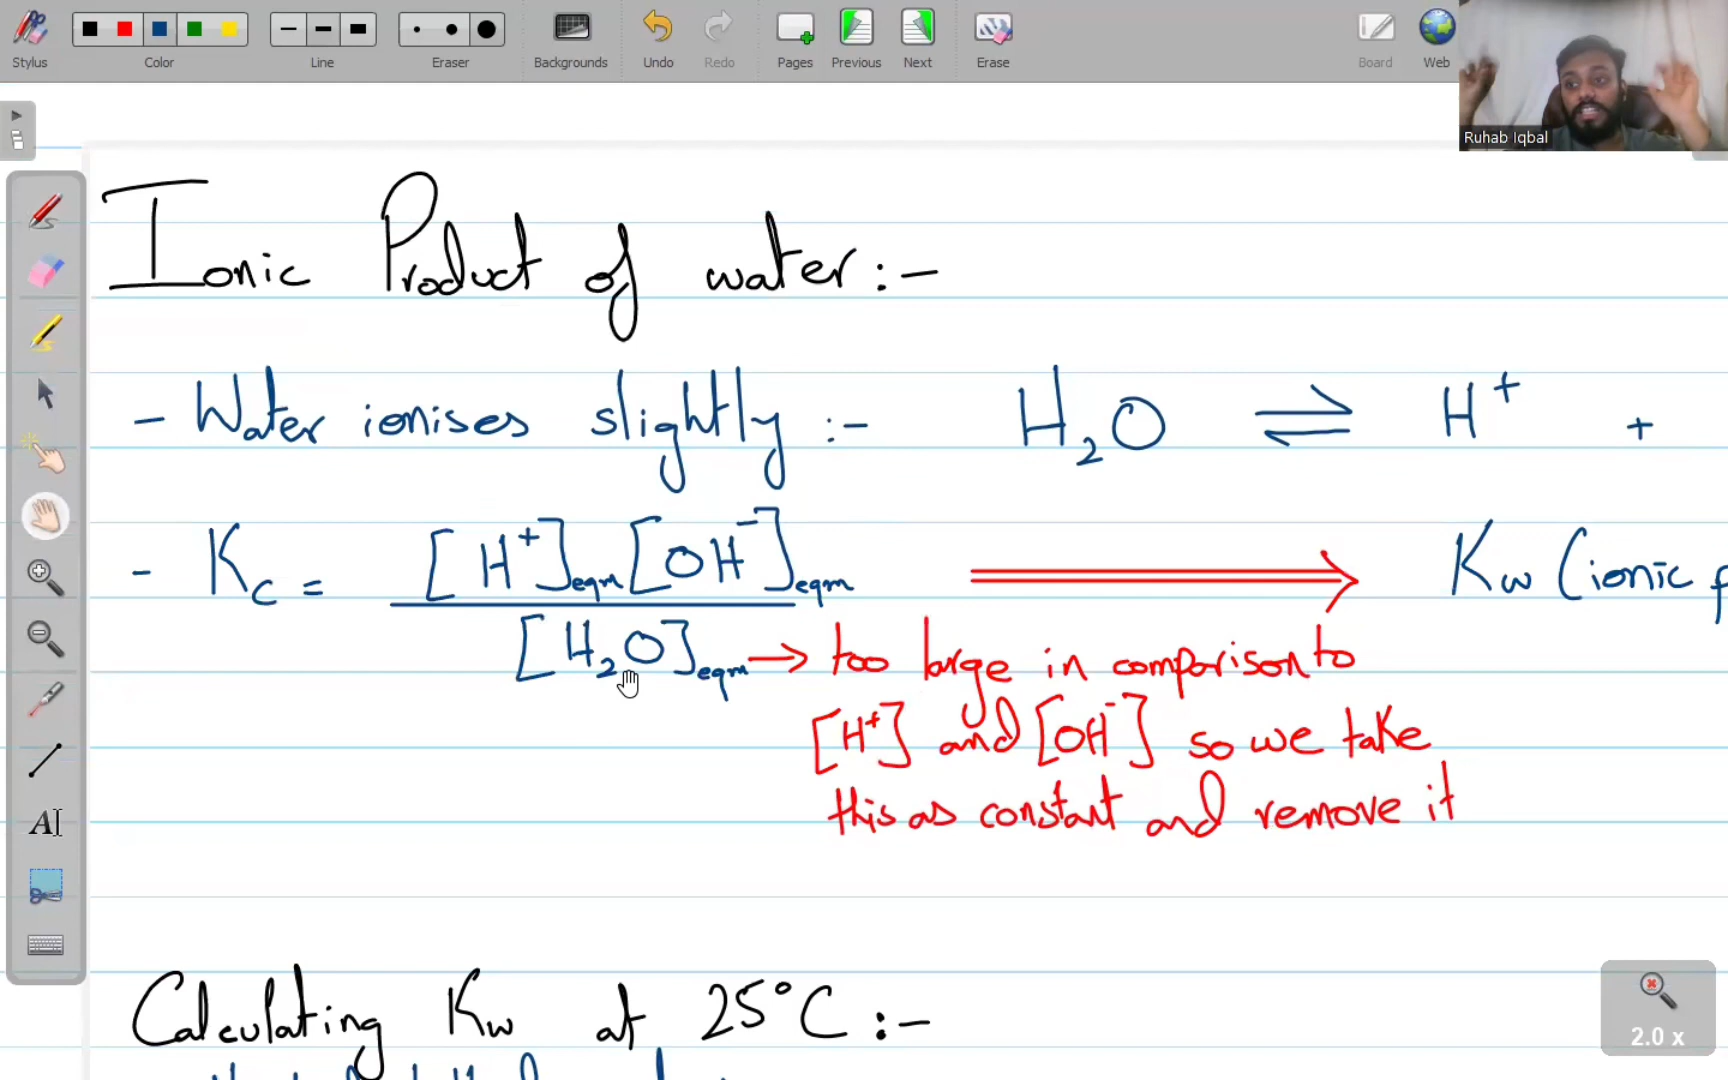 Stylus Color Line Eraser Backgrounds Undo Redo Pages Previous Next Erase Board Web
Ruhab Iqbal
Ionic Product of water:-
- Water ionises slightly :- H2O ⇌ H+ +
- Kc = [H+]eqm[OH-]eqm / [H2O]eqm ⟹ Kw (ionic p
→ too large in comparison to
[H+] and [OH-] so we take
this as constant and remove it
Calculating Kw at 25°C :-
2.0 x